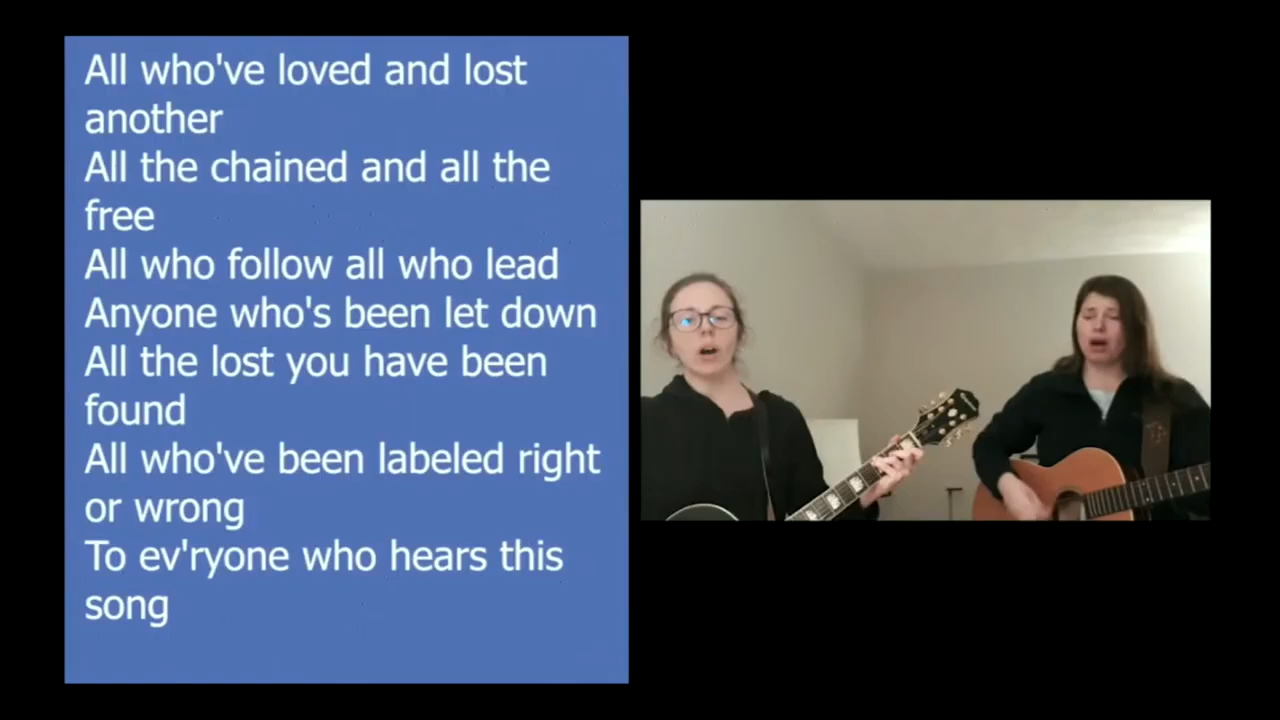 All who've loved and lost
another
All the chained and all the
free
All who follow all who lead
Anyone who's been let down
All the lost you have been
found
All who've been labeled right
or wrong
To ev'ryone who hears this
song